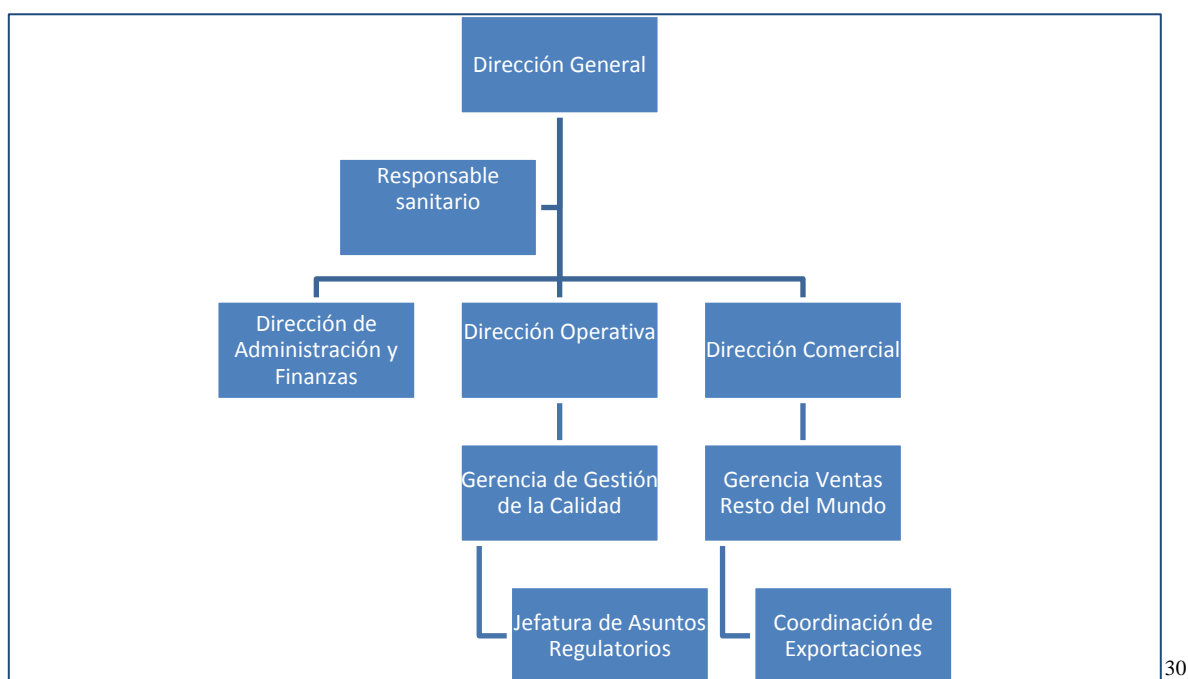 Dirección General
Responsable
sanitario
Dirección de
Administración y
Finanzas
Dirección Operativa
Dirección Comercial
Gerencia de Gestión
de la Calidad
Gerencia Ventas
Resto del Mundo
Jefatura de Asuntos
Regulatorios
Coordinación de
Exportaciones
30